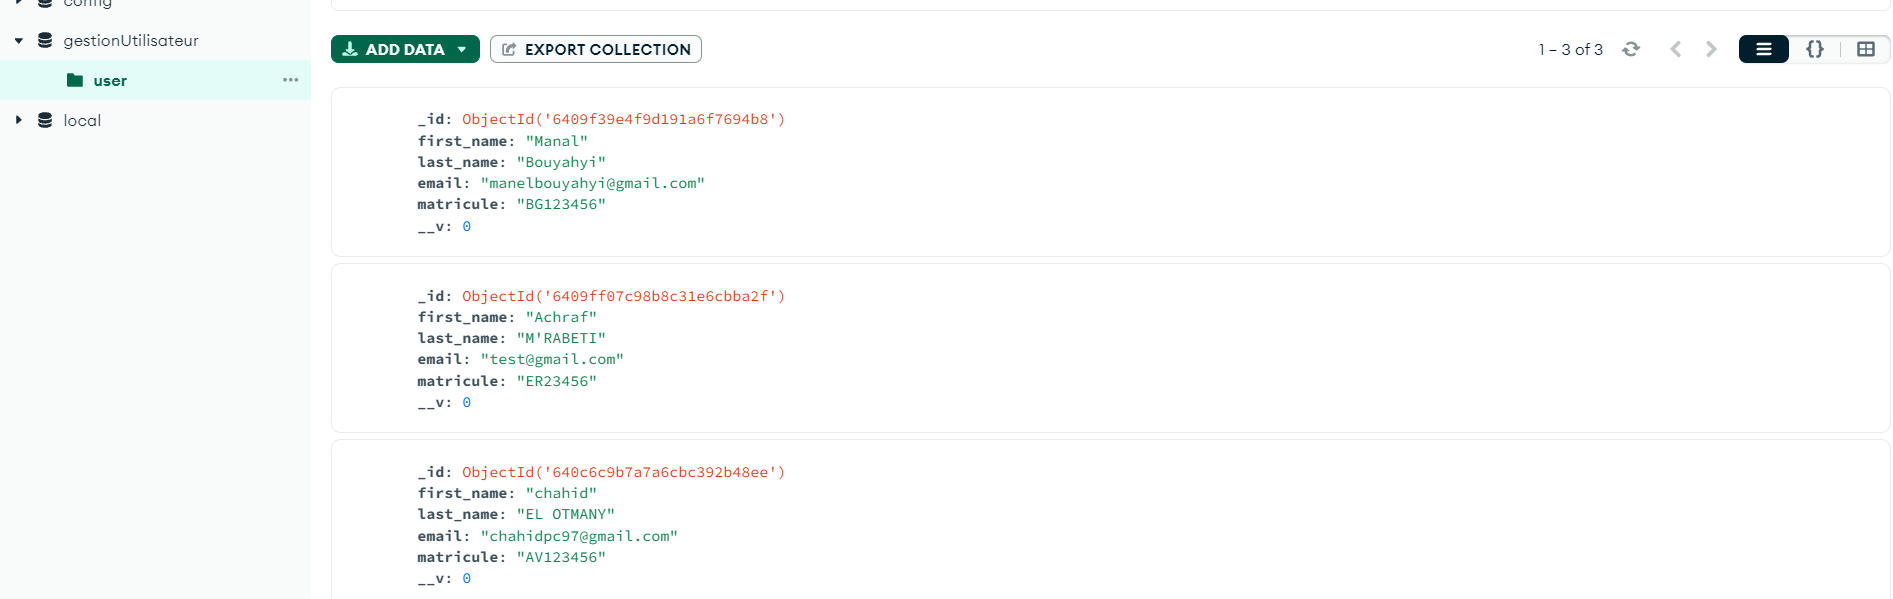 config
gestionUtilisateur
user
local
ADD DATA
EXPORT COLLECTION
1 – 3 of 3
_id: ObjectId('6409f39e4f9d191a6f7694b8')
first_name: "Manal"
last_name: "Bouyahyi"
email: "manelbouyahyi@gmail.com"
matricule: "BG123456"
__v: 0
_id: ObjectId('6409ff07c98b8c31e6cbba2f')
first_name: "Achraf"
last_name: "M'RABETI"
email: "test@gmail.com"
matricule: "ER23456"
__v: 0
_id: ObjectId('640c6c9b7a7a6cbc392b48ee')
first_name: "chahid"
last_name: "EL OTMANY"
email: "chahidpc97@gmail.com"
matricule: "AV123456"
__v: 0